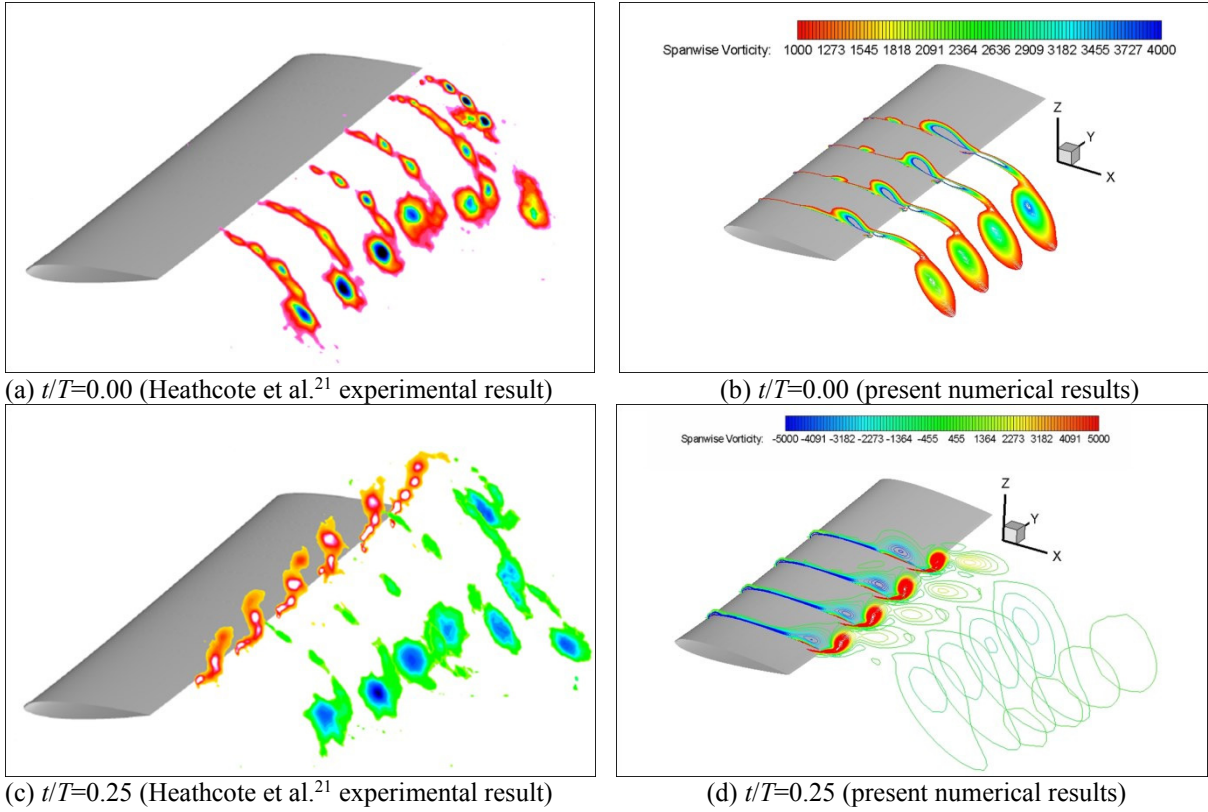 Spanwise Vorticity:
1000 1273 1545 1818 2091 2364 2636 2909 3182 3455 3727 4000
Z
Y
X
(a) t/T=0.00 (Heathcote et al.21 experimental result)
(b) t/T=0.00 (present numerical results)
Spanwise Vorticity: -5000 -4091 -3182 -2273 -1364 -455 455 1364 2273 3182 4091 5000
Z
Y
X
(c) t/T=0.25 (Heathcote et al.21 experimental result)
(d) t/T=0.25 (present numerical results)